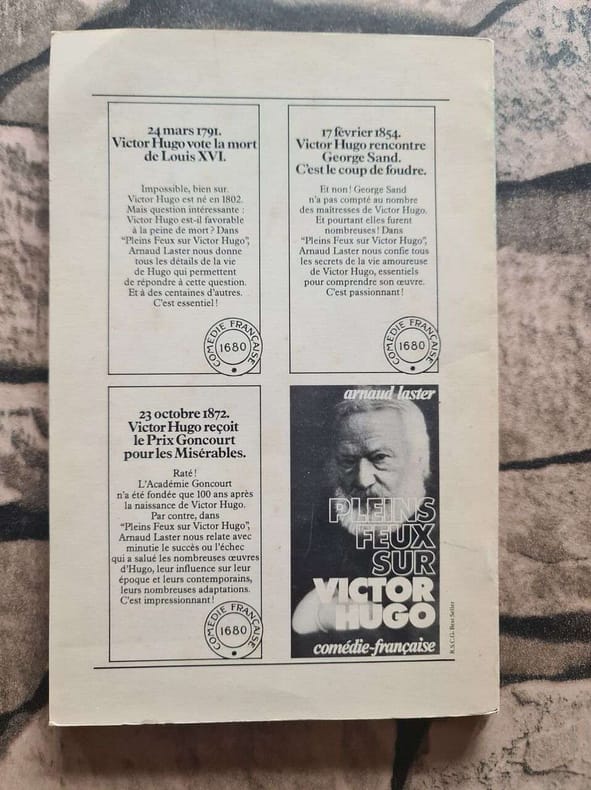 24 mars 1791.
Victor Hugo vote la mort
de Louis XVI.
Impossible, bien sur.
Victor Hugo est né en 1802.
Mais question intéressante :
Victor Hugo est-il favorable
à la peine de mort ? Dans
“Pleins Feux sur Victor Hugo”,
Arnaud Laster nous donne
tous les détails de la vie
de Hugo qui permettent
de répondre à cette question.
Et à des centaines d'autres.
C'est essentiel !
COMÉDIE FRANÇAISE
1680
17 février 1854.
Victor Hugo rencontre
George Sand.
C'est le coup de foudre.
Et non ! George Sand
n'a pas compté au nombre
des maîtresses de Victor Hugo.
Et pourtant elles furent
nombreuses ! Dans
“Pleins Feux sur Victor Hugo”,
Arnaud Laster nous confie tous
les secrets de la vie amoureuse
de Victor Hugo, essentiels
pour comprendre son œuvre.
C'est passionnant !
COMÉDIE FRANÇAISE
1680
23 octobre 1872.
Victor Hugo reçoit
le Prix Goncourt
pour les Misérables.
Raté !
L'Académie Goncourt
n'a été fondée que 100 ans après
la naissance de Victor Hugo.
Par contre, dans
“Pleins Feux sur Victor Hugo”,
Arnaud Laster nous relate avec
minutie le succès ou l'échec
qui a salué les nombreuses œuvres
d'Hugo, leur influence sur leur
époque et leurs contemporains,
leurs nombreuses adaptations.
C'est impressionnant !
COMÉDIE FRANÇAISE
1680
arnaud laster
PLEINS
FEUX
SUR
VICTOR
HUGO
comédie-française
R.S.C.G. Best Seller